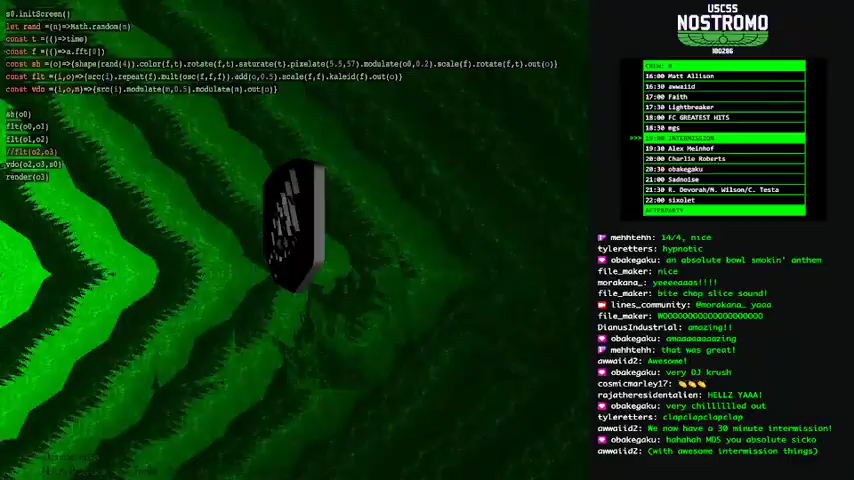 s0.initScreen()
let rand =(n)=>Math.random(n)
const t =()=>time)
const f =()=>a.fft[0])
const sh =(o)=>{shape(rand(4)).color(f,t).rotate(f,t).saturate(t).pixelate(5.5,57).modulate(o0,0.2).scale(f).rotate(f,t).out(o)}
const flt =(i,o)=>{src(i).repeat(f).mult(osc(f,f,f)).add(o,0.5).scale(f,f).kaleid(f).out(o)}
const vdo =(i,o,m)=>{src(i).modulate(m,0.5).modulate(m).out(o)}
sh(o0)
flt(o0,o1)
flt(o1,o2)
//flt(o2,o3)
vdo(o2,o3,s0)
render(o3)
USCSS
NOSTROMO
180286
16:00 Matt Allison
16:30 awwaiid
17:00 Faith
17:30 Lightbreaker
18:00 FC GREATEST HITS
18:30 mgs
>>> 19:00 INTERMISSION
19:30 Alex Meinhof
20:00 Charlie Roberts
20:30 obakegaku
21:00 Sadnoise
21:30 R. Devorah/M. Wilson/C. Testa
22:00 sixolet
AFTERPARTY
mehhtehh: 14/4, nice
tyleretters: hypnotic
obakegaku: an absolute bowl smokin' anthem
file_maker: nice
morakana_: yeeeeaaas!!!!
file_maker: bite chop slice sound!
lines_community: @morakana_ yaaa
file_maker: WOOOOOOOOOOOOOOOOOOOO
DianusIndustrial: amazing!!
obakegaku: amaaaaaaaazing
mehhtehh: that was great!
awwaiid2: Awesome!
obakegaku: very DJ krush
cosmicmarley17:
rajatheresidentalien: HELLZ YAAA!
obakegaku: very chillllllled out
tyleretters: clapclapclapclap
awwaiid2: We now have a 30 minute intermission!
obakegaku: hahahah MDS you absolute sicko
awwaiid2: (with awesome intermission things)